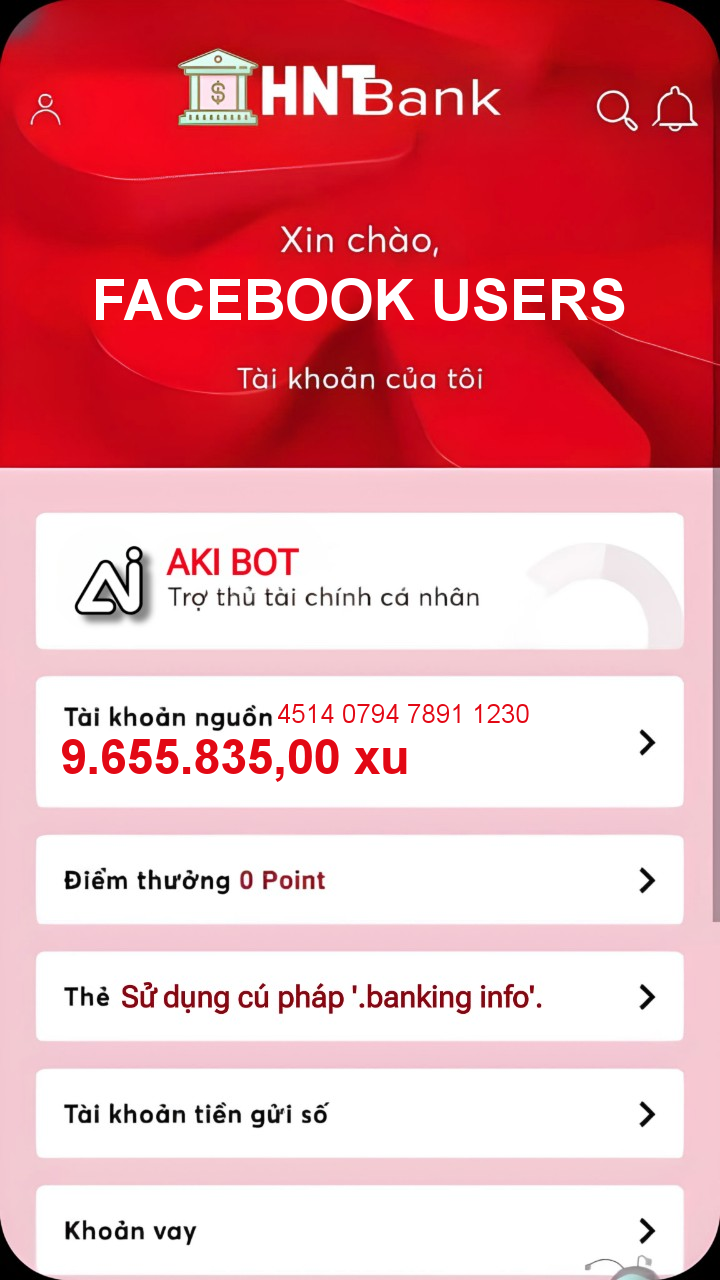 HNTBank
Xin chào,
FACEBOOK USERS
Tài khoản của tôi
AKI BOT
Trợ thủ tài chính cá nhân
Tài khoản nguồn 4514 0794 7891 1230
9.655.835,00 xu
Điểm thưởng 0 Point
Thẻ Sử dụng cú pháp '.banking info'.
Tài khoản tiền gửi số
Khoản vay